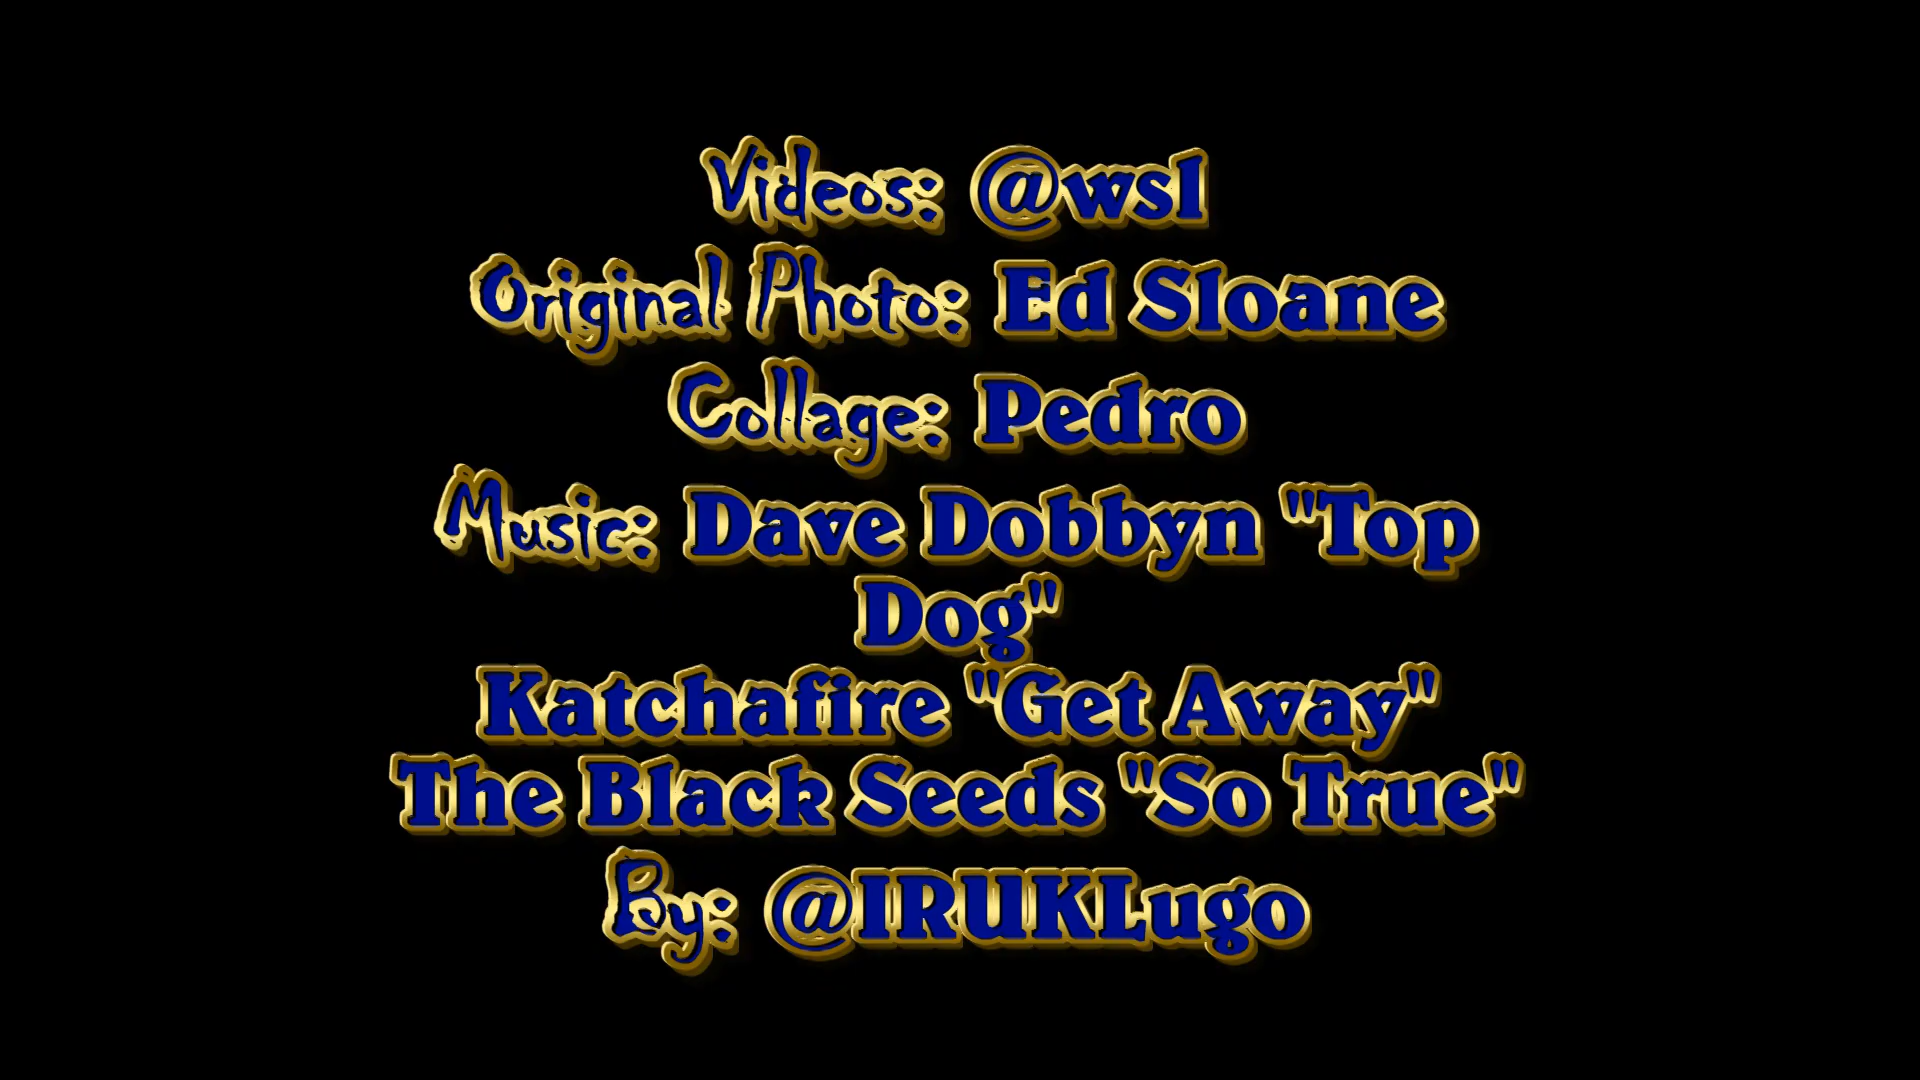 Videos: @wsl
Original Photo: Ed Sloane
Collage: Pedro
Music: Dave Dobbyn "Top
Dog"
Katchafire "Get Away"
The Black Seeds "So True"
By: @IRUKLugo